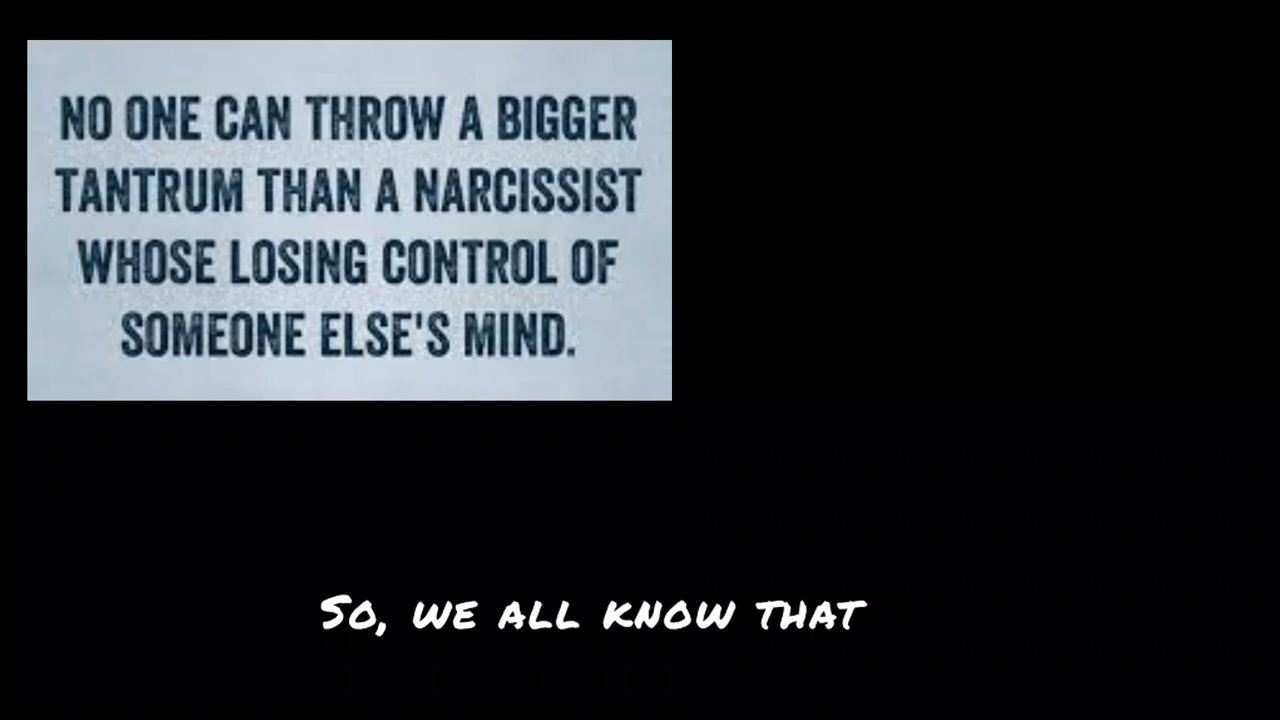 NO ONE CAN THROW A BIGGER
TANTRUM THAN A NARCISSIST
WHOSE LOSING CONTROL OF
SOMEONE ELSE'S MIND.
So, we all know that